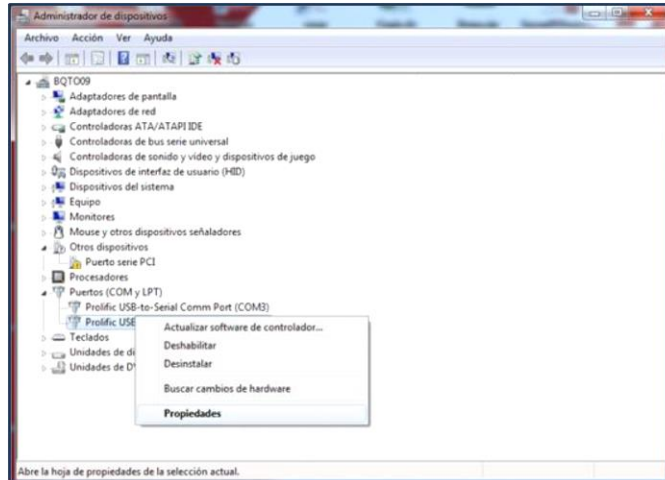 Administrador de dispositivos
Archivo Acción Ver Ayuda
BQTO09
Adaptadores de pantalla
Adaptadores de red
Controladoras ATA/ATAPI IDE
Controladoras de bus serie universal
Controladoras de sonido y vídeo y dispositivos de juego
Dispositivos de interfaz de usuario (HID)
Dispositivos del sistema
Equipo
Monitores
Mouse y otros dispositivos señaladores
Otros dispositivos
Puerto serie PCI
Procesadores
Puertos (COM y LPT)
Prolific USB-to-Serial Comm Port (COM3)
Prolific USB
Actualizar software de controlador...
Teclados
Deshabilitar
Unidades de di
Desinstalar
Unidades de D
Buscar cambios de hardware
Propiedades
Abre la hoja de propiedades de la selección actual.